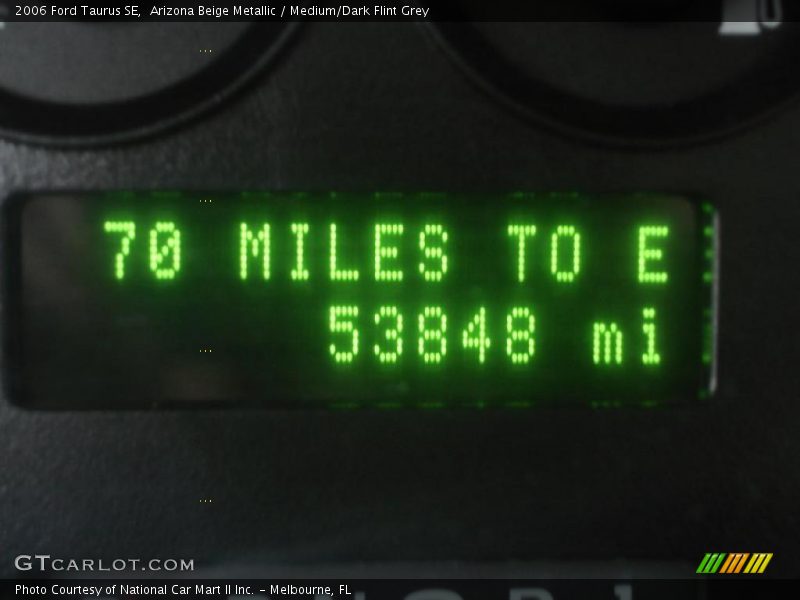 2006 Ford Taurus SE,  Arizona Beige Metallic / Medium/Dark Flint Grey
70 MILES TO E
53848 mi
GTCARLOT.COM
Photo Courtesy of National Car Mart II Inc. - Melbourne, FL